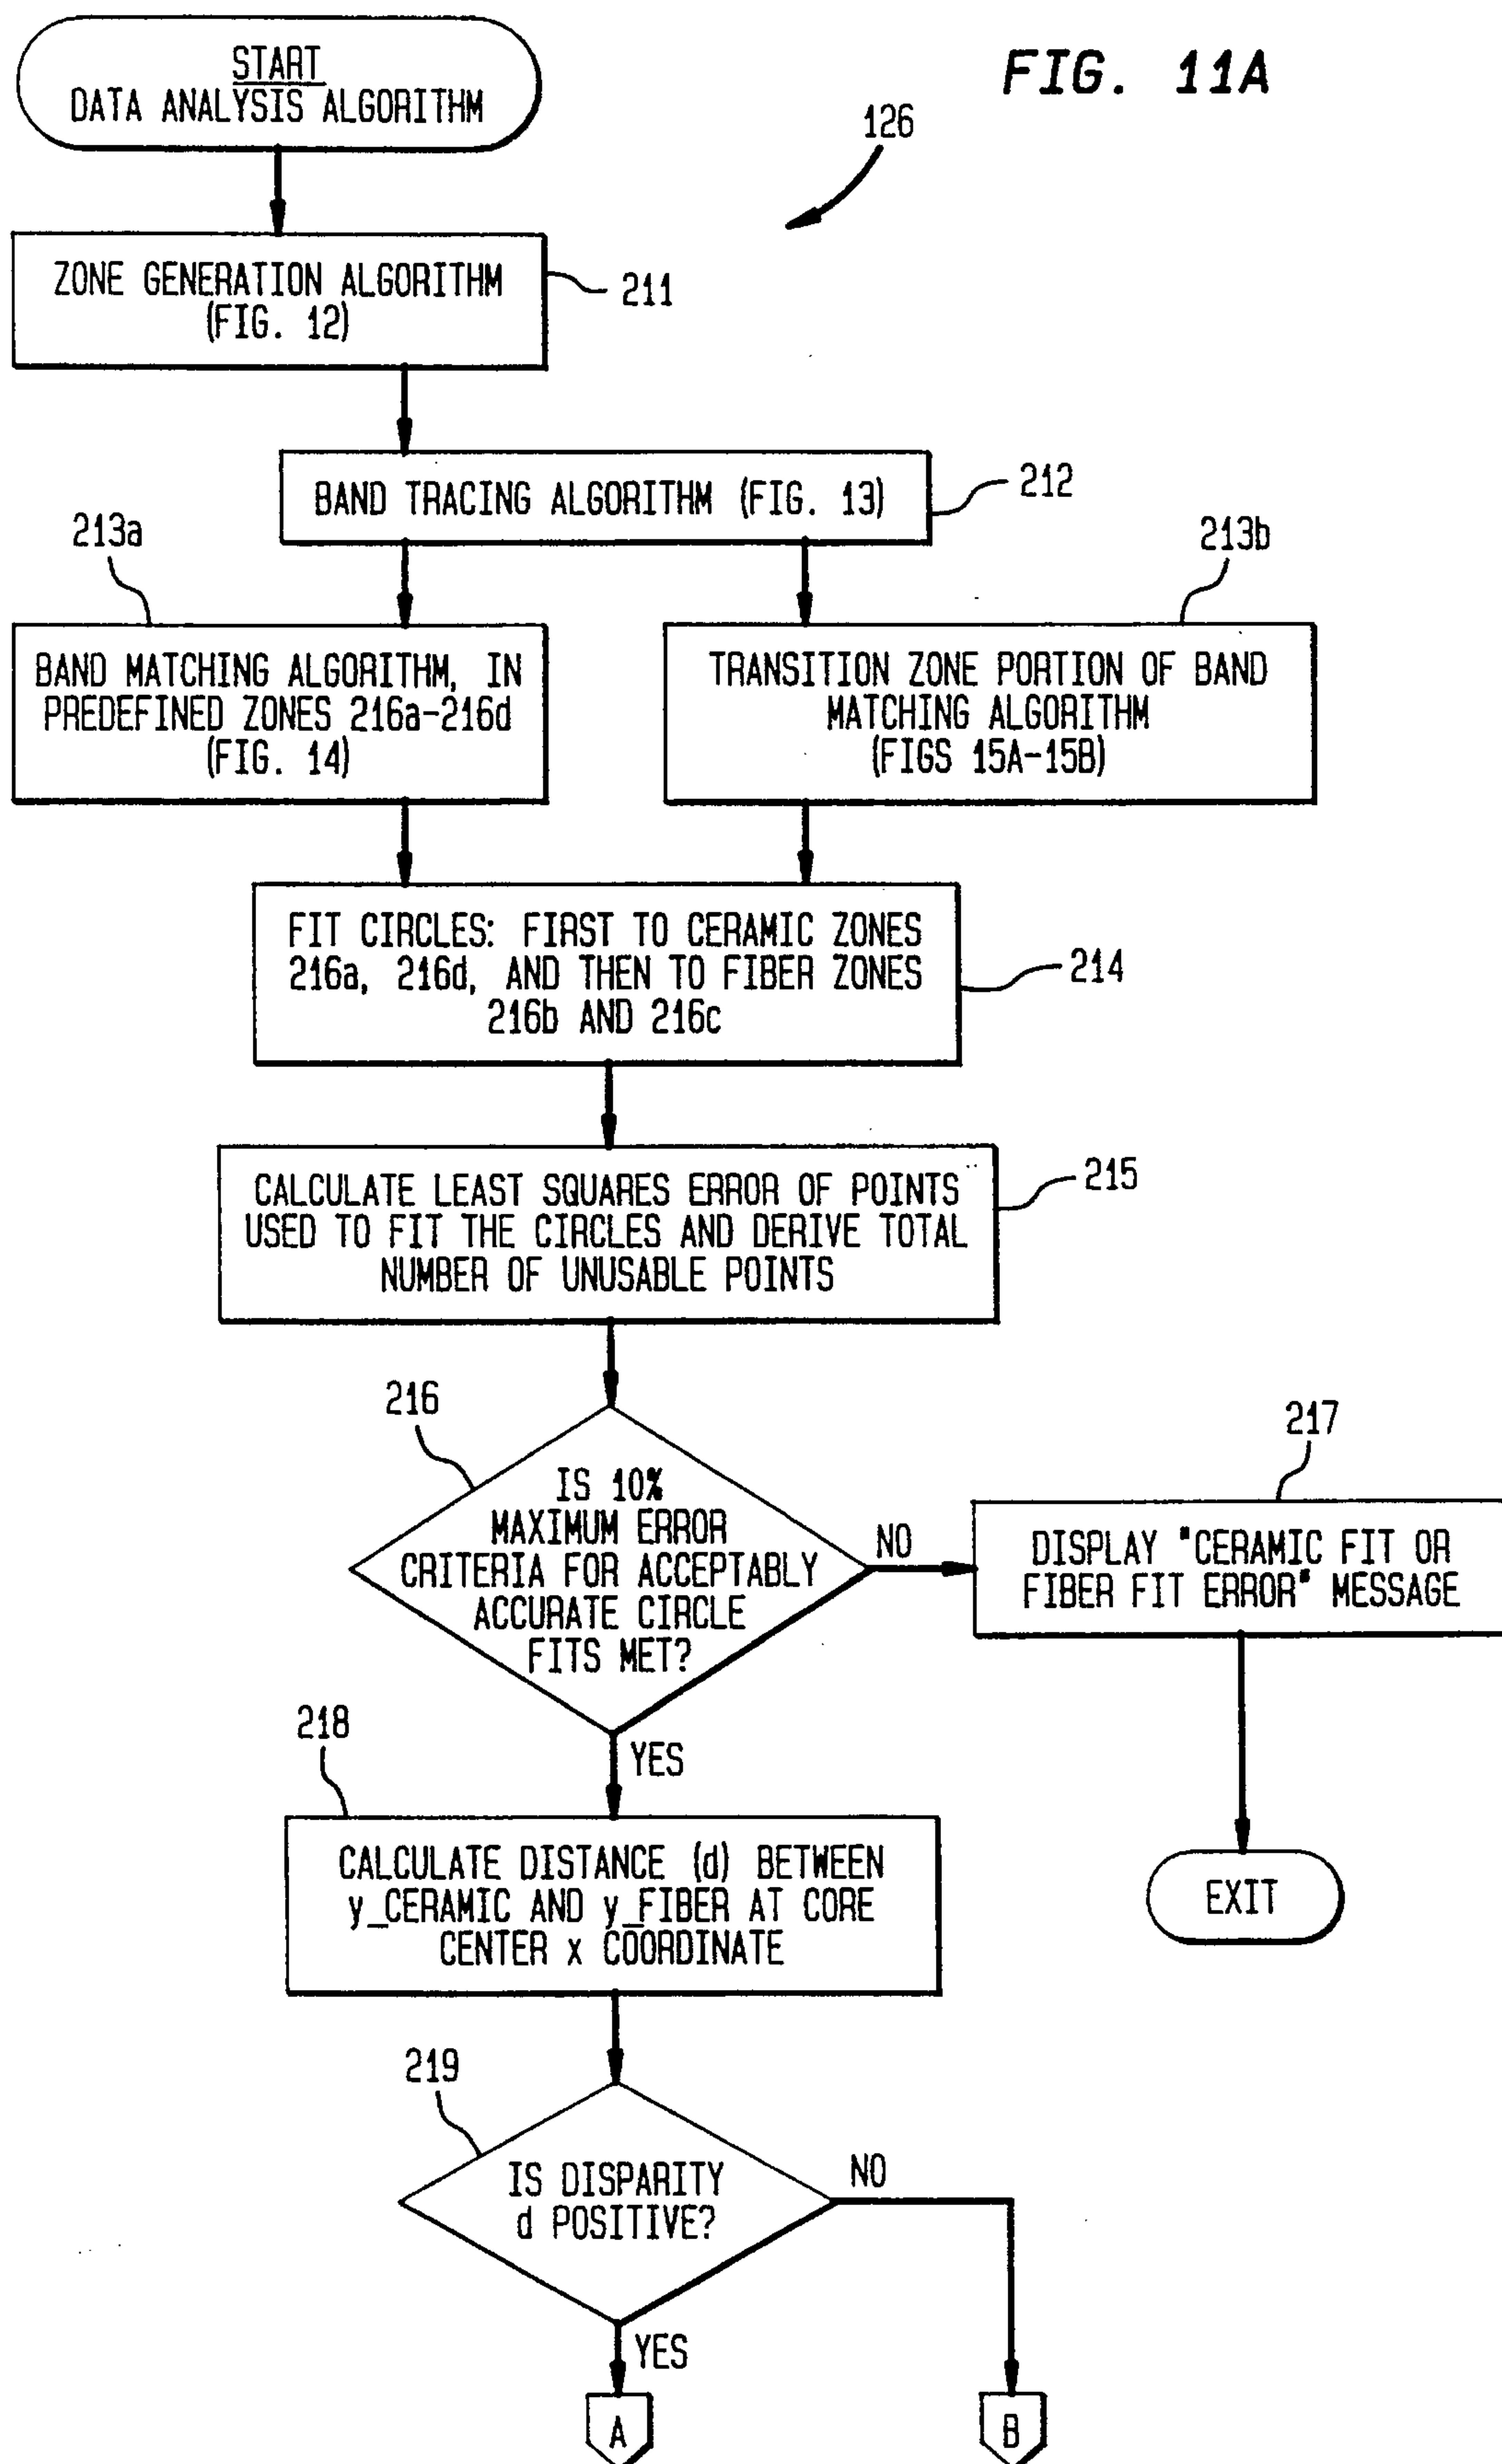 FIG. 11A
START
DATA ANALYSIS ALGORITHM
126
ZONE GENERATION ALGORITHM
(FIG. 12)
211
BAND TRACING ALGORITHM (FIG. 13)
212
213a
213b
BAND MATCHING ALGORITHM, IN
PREDEFINED ZONES 216a-216d
(FIG. 14)
TRANSITION ZONE PORTION OF BAND
MATCHING ALGORITHM
(FIGS 15A-15B)
FIT CIRCLES: FIRST TO CERAMIC ZONES
216a, 216d, AND THEN TO FIBER ZONES
216b AND 216c
214
CALCULATE LEAST SQUARES ERROR OF POINTS
USED TO FIT THE CIRCLES AND DERIVE TOTAL
NUMBER OF UNUSABLE POINTS
215
216
IS 10%
MAXIMUM ERROR
CRITERIA FOR ACCEPTABLY
ACCURATE CIRCLE
FITS MET?
NO
217
DISPLAY "CERAMIC FIT OR
FIBER FIT ERROR" MESSAGE
EXIT
YES
218
CALCULATE DISTANCE (d) BETWEEN
y_CERAMIC AND y_FIBER AT CORE
CENTER x COORDINATE
219
IS DISPARITY
d POSITIVE?
NO
YES
A
B